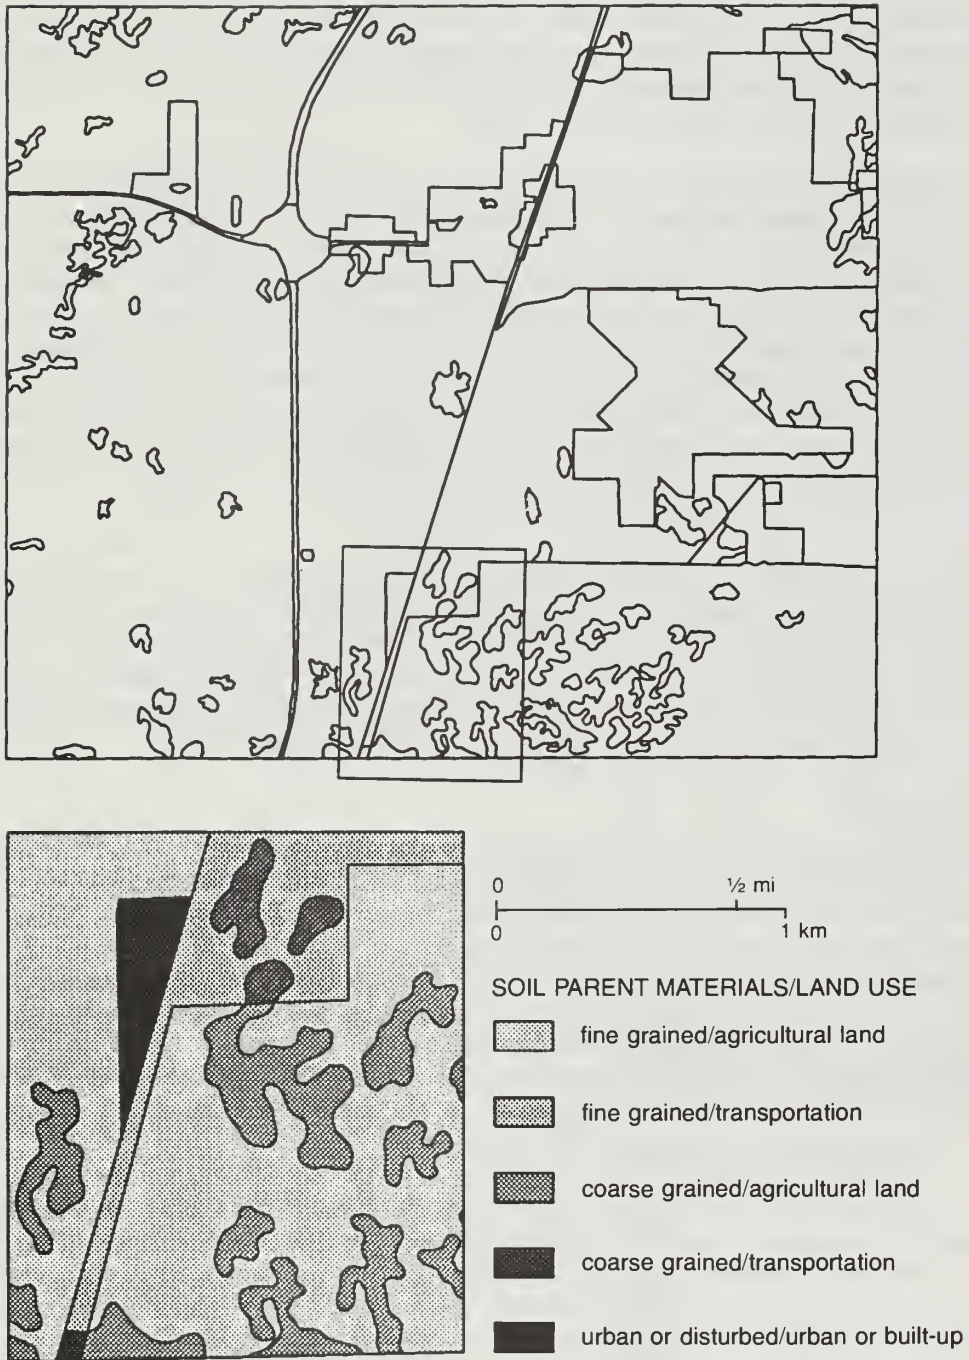 0 ½ mi
0 1 km
SOIL PARENT MATERIALS/LAND USE
fine grained/agricultural land
fine grained/transportation
coarse grained/agricultural land
coarse grained/transportation
urban or disturbed/urban or built-up